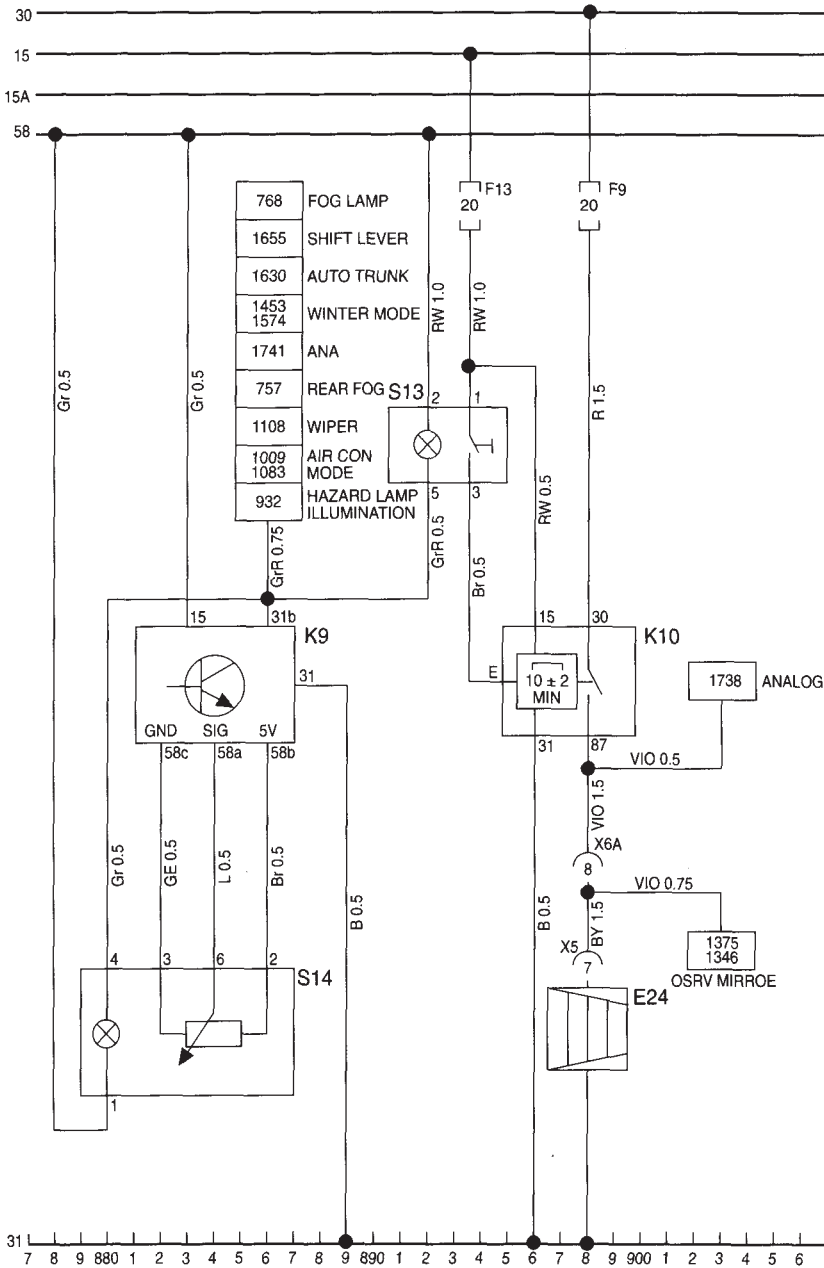 30
15
15A
58
F13
20
F9
20
768 FOG LAMP
1655 SHIFT LEVER
1630 AUTO TRUNK
1453
1574 WINTER MODE
1741 ANA
757 REAR FOG
1108 WIPER
1009 AIR CON
1083 MODE
932 HAZARD LAMP
ILLUMINATION
Gr 0.5
Gr 0.5
RW 1.0
RW 1.0
R 1.5
S13
2 1
5 3
GrR 0.75
GrR 0.5
Br 0.5
RW 0.5
15 31b
K9
31
GND SIG 5V
58c 58a 58b
15 30
K10
E
10 ± 2
MIN
31 87
1738 ANALOG
VIO 0.5
VIO 1.5
X6A
8
VIO 0.75
BY 1.5
X5
7
1375
1346
OSRV MIRROE
E24
Gr 0.5
GE 0.5
L 0.5
Br 0.5
B 0.5
B 0.5
4 3 6 2
S14
1
31
7 8 9 880 1 2 3 4 5 6 7 8 9 890 1 2 3 4 5 6 7 8 9 900 1 2 3 4 5 6